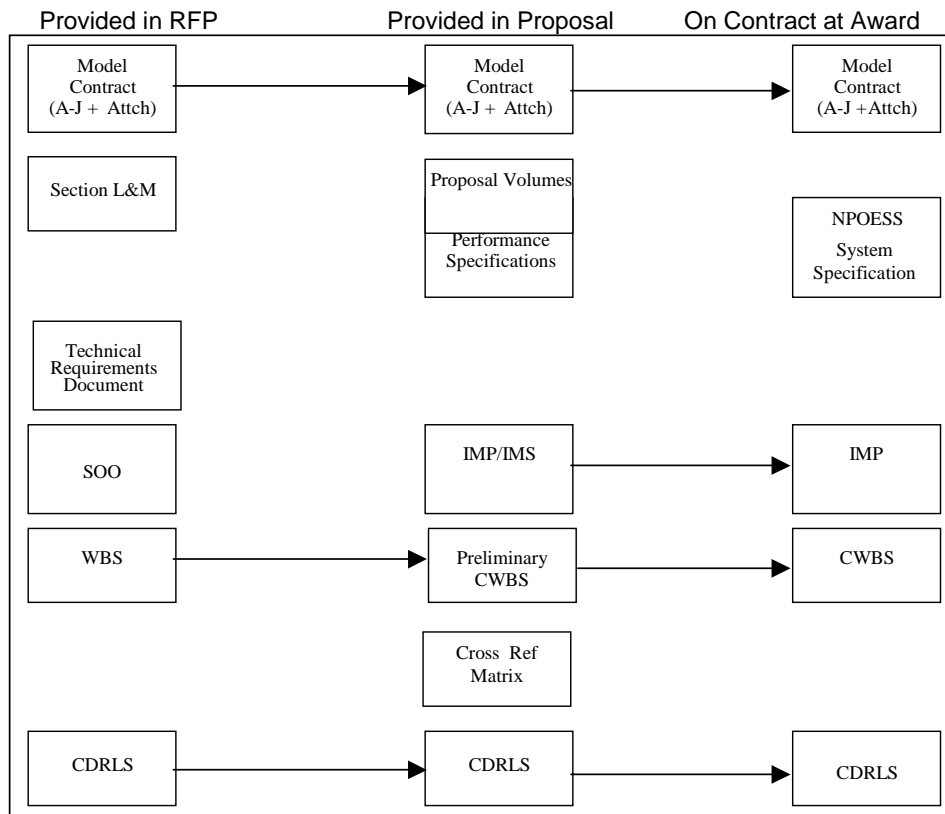 Provided in RFP
Provided in Proposal
On Contract at Award
Model
Contract
(A-J + Attch)
Model
Contract
(A-J + Attch)
Model
Contract
(A-J +Attch)
Section L&M
Proposal Volumes
Performance
Specifications
NPOESS
System
Specification
Technical
Requirements
Document
SOO
IMP/IMS
IMP
WBS
Preliminary
CWBS
CWBS
Cross Ref
Matrix
CDRLS
CDRLS
CDRLS